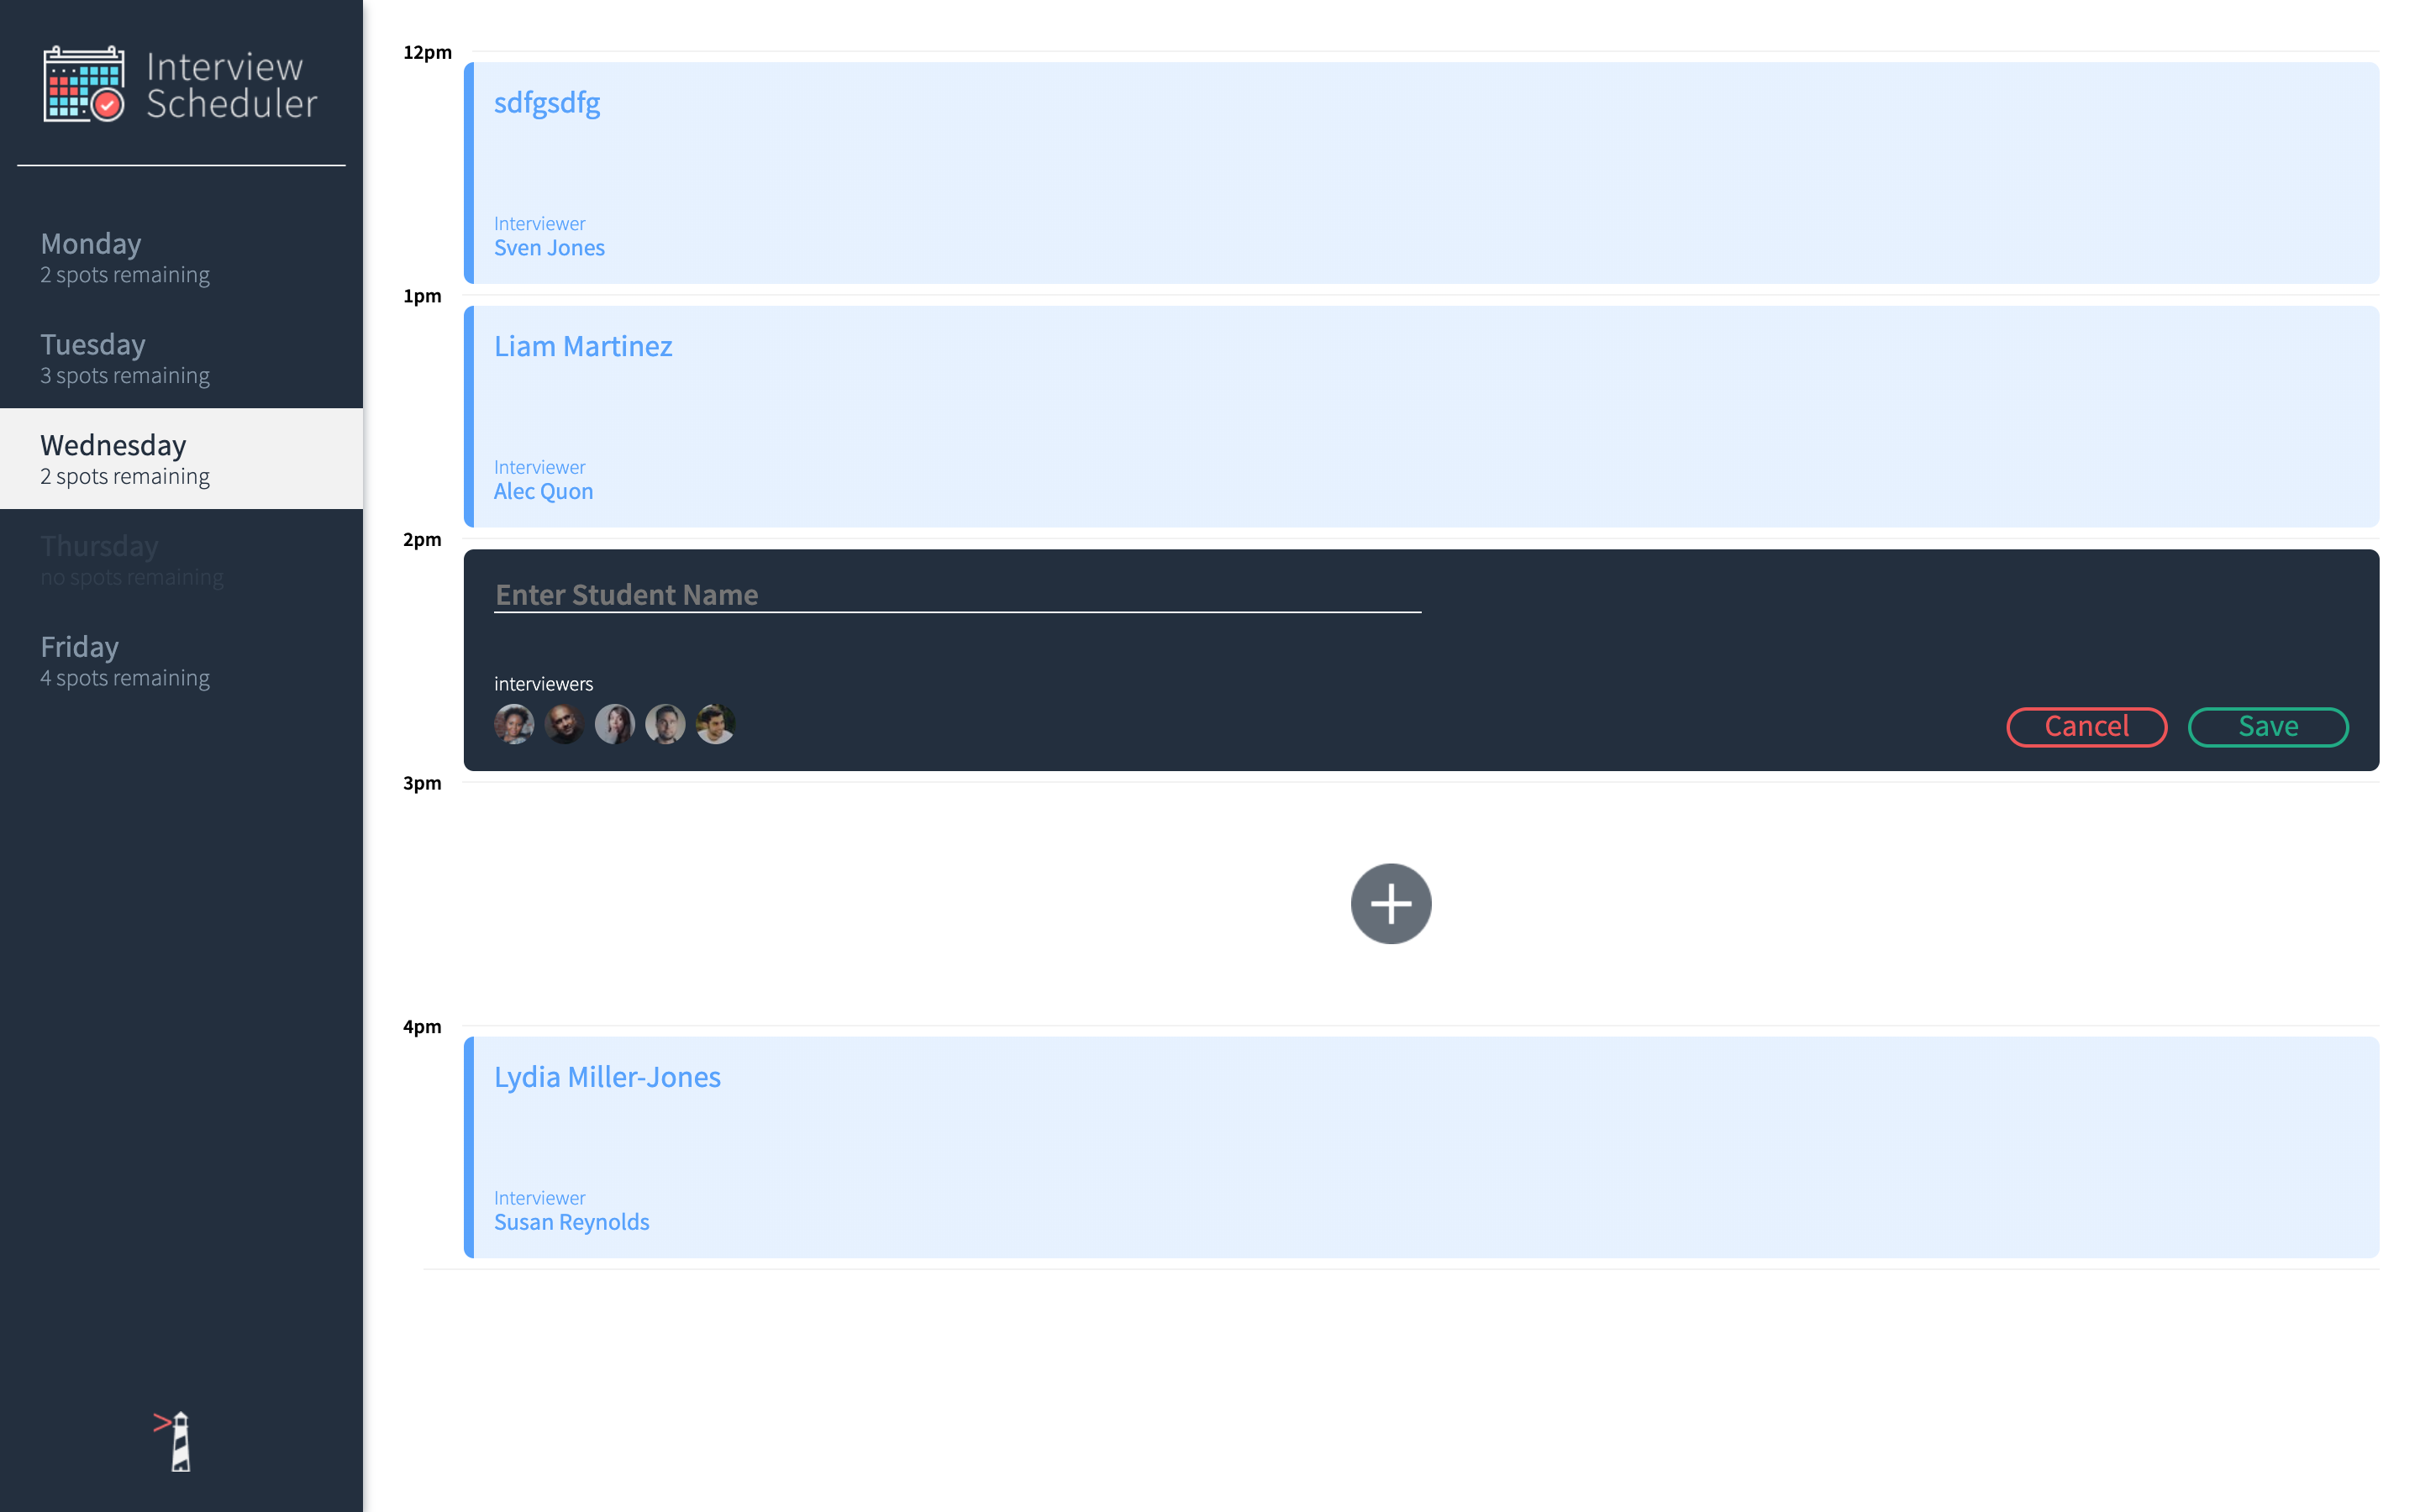 Interview
Scheduler
Monday
2 spots remaining
Tuesday
3 spots remaining
Wednesday
2 spots remaining
Thursday
no spots remaining
Friday
4 spots remaining
12pm
sdfgsdfg
Interviewer
Sven Jones
1pm
Liam Martinez
Interviewer
Alec Quon
2pm
Enter Student Name
interviewers
Cancel
Save
3pm
4pm
Lydia Miller-Jones
Interviewer
Susan Reynolds